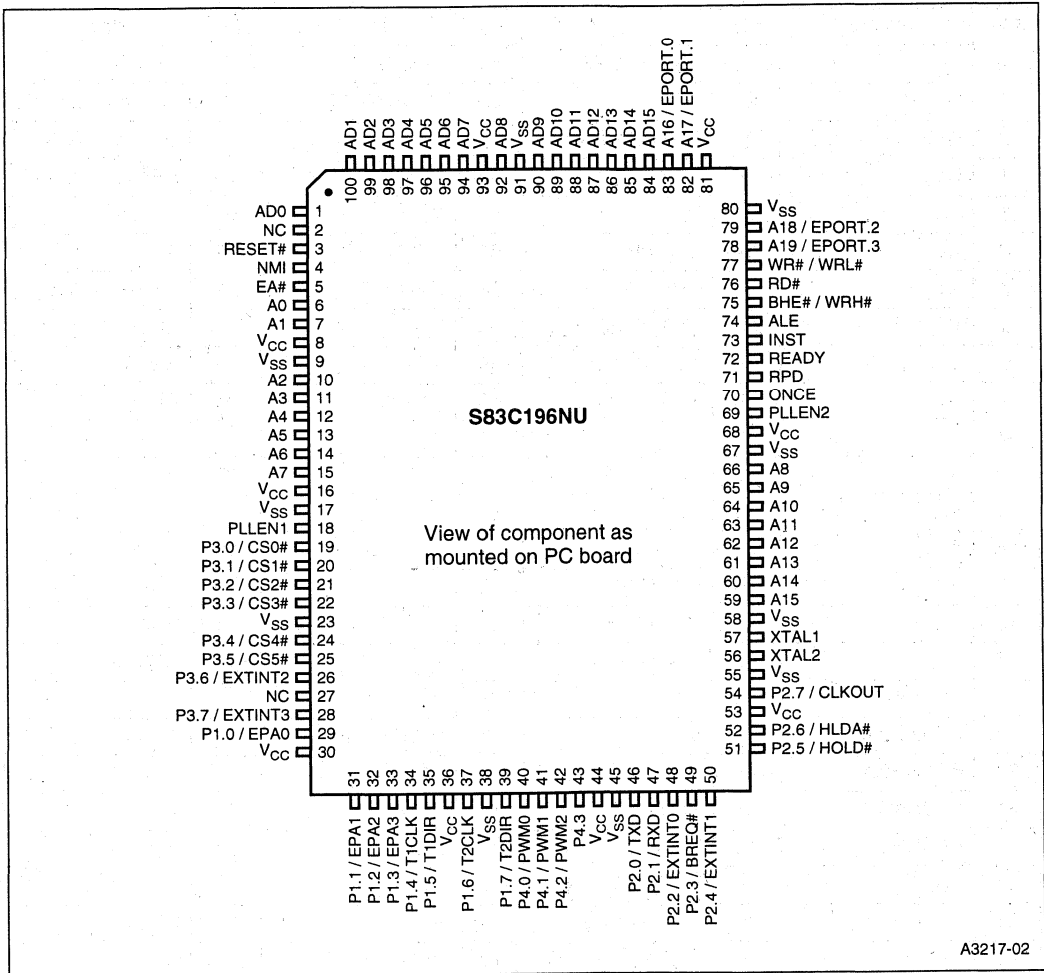 AD1
AD2
AD3
AD4
AD5
AD6
AD7
VCC
AD8
VSS
AD9
AD10
AD11
AD12
AD13
AD14
AD15
A16 / EPORT.0
A17 / EPORT.1
VCC
100
99
98
97
96
95
94
93
92
91
90
89
88
87
86
85
84
83
82
81
AD0 1
NC 2
RESET# 3
NMI 4
EA# 5
A0 6
A1 7
VCC 8
VSS 9
A2 10
A3 11
A4 12
A5 13
A6 14
A7 15
VCC 16
VSS 17
PLLEN1 18
P3.0 / CS0# 19
P3.1 / CS1# 20
P3.2 / CS2# 21
P3.3 / CS3# 22
VSS 23
P3.4 / CS4# 24
P3.5 / CS5# 25
P3.6 / EXTINT2 26
NC 27
P3.7 / EXTINT3 28
P1.0 / EPA0 29
VCC 30
S83C196NU
View of component as
mounted on PC board
80 VSS
79 A18 / EPORT.2
78 A19 / EPORT.3
77 WR# / WRL#
76 RD#
75 BHE# / WRH#
74 ALE
73 INST
72 READY
71 RPD
70 ONCE
69 PLLEN2
68 VCC
67 VSS
66 A8
65 A9
64 A10
63 A11
62 A12
61 A13
60 A14
59 A15
58 VSS
57 XTAL1
56 XTAL2
55 VSS
54 P2.7 / CLKOUT
53 VCC
52 P2.6 / HLDA#
51 P2.5 / HOLD#
31
32
33
34
35
36
37
38
39
40
41
42
43
44
45
46
47
48
49
50
P1.1 / EPA1
P1.2 / EPA2
P1.3 / EPA3
P1.4 / T1CLK
P1.5 / T1DIR
VCC
P1.6 / T2CLK
VSS
P1.7 / T2DIR
P4.0 / PWM0
P4.1 / PWM1
P4.2 / PWM2
P4.3
VCC
VSS
P2.0 / TXD
P2.1 / RXD
P2.2 / EXTINT0
P2.3 / BREQ#
P2.4 / EXTINT1
A3217-02